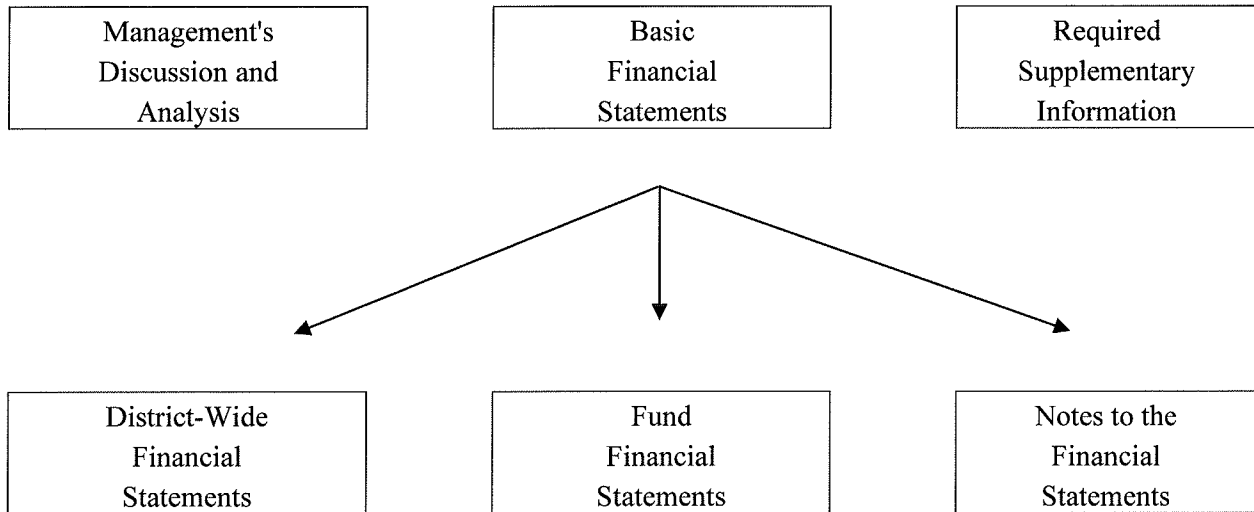 Management's
Discussion and
Analysis
Basic
Financial
Statements
Required
Supplementary
Information
District-Wide
Financial
Statements
Fund
Financial
Statements
Notes to the
Financial
Statements